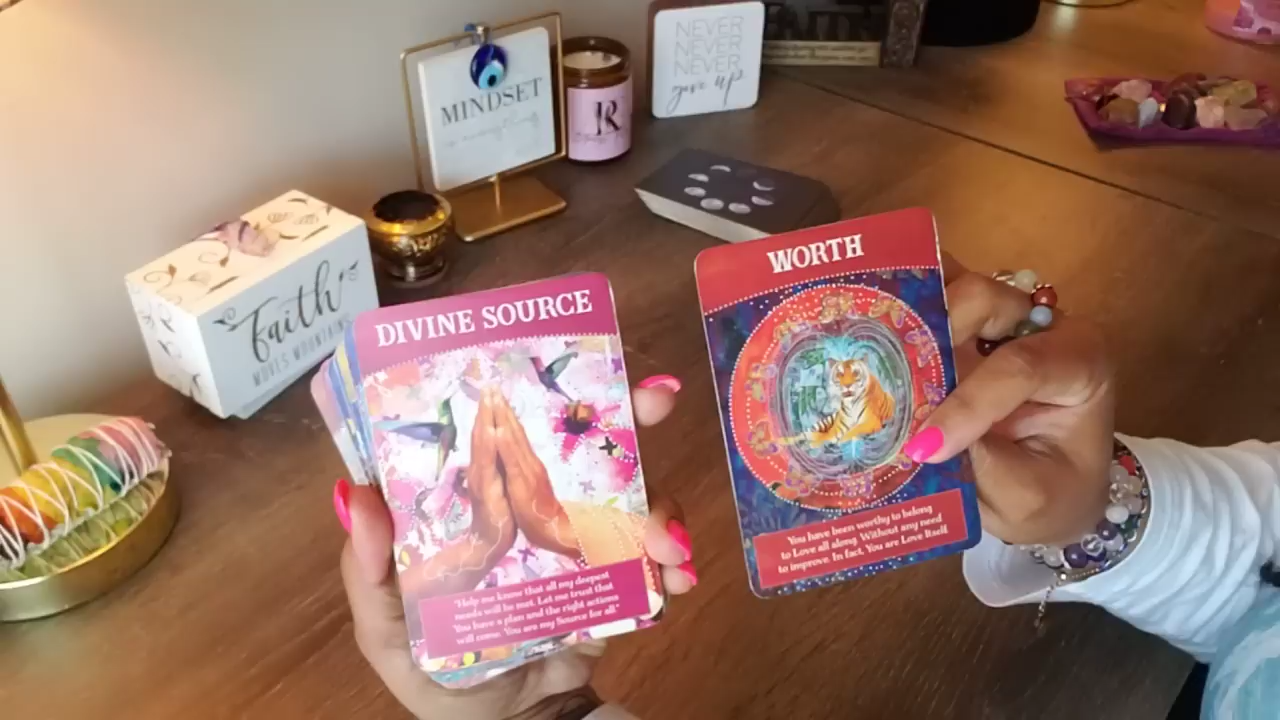 NEVER
NEVER
NEVER
give up
MINDSET
R
Faith
MOVES MOUNTAINS
WORTH
You have been worthy to belong
to Love all along. Without any need
to improve. In fact, You are Love Itself.
DIVINE SOURCE
"Help me know that all my deepest
needs will be met. Let me trust that
You have a plan and the right actions
will come. You are my Source for all."